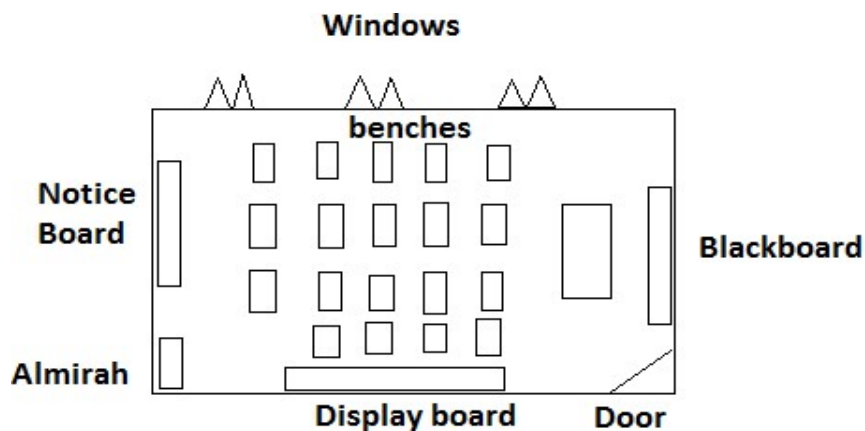 Windows
benches
Notice
Board
Blackboard
Almirah
Display board
Door